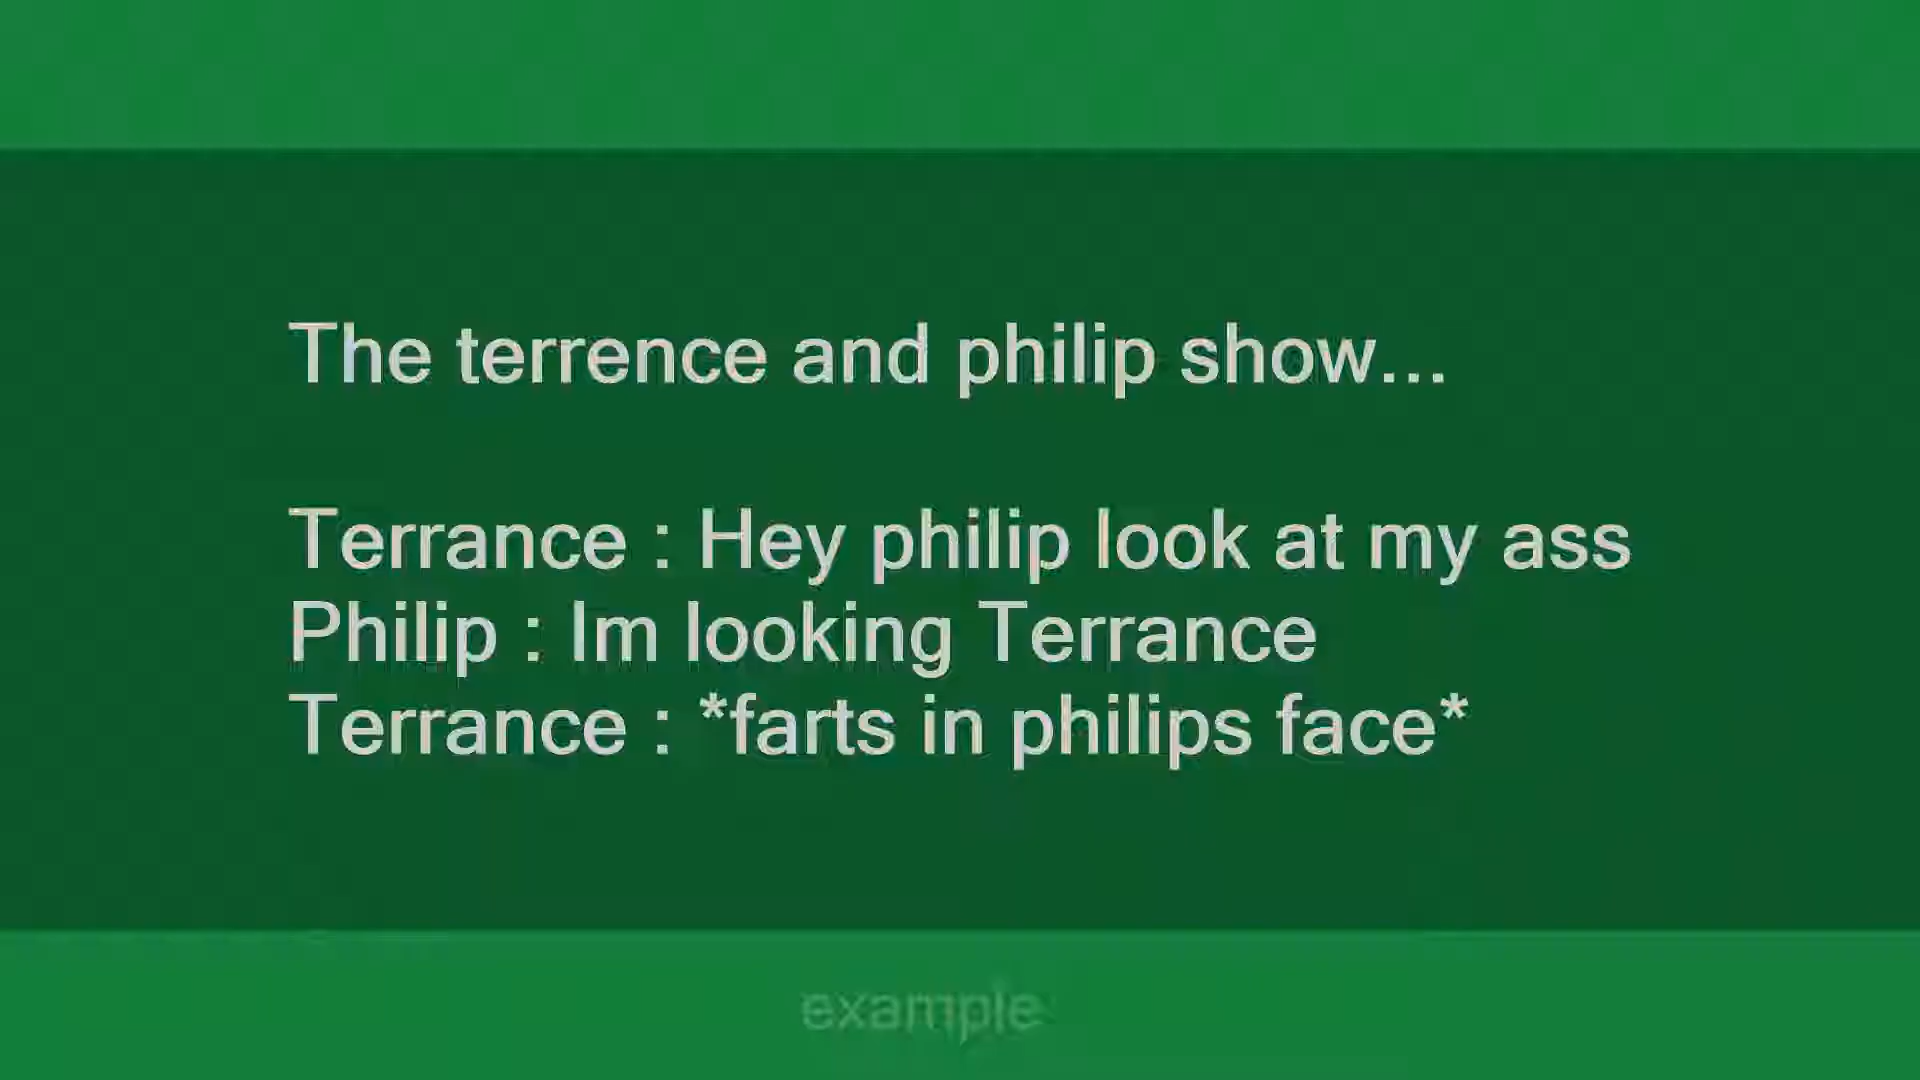 The terrence and philip show...
Terrance : Hey philip look at my ass
Philip : Im looking Terrance
Terrance : *farts in philips face*
example